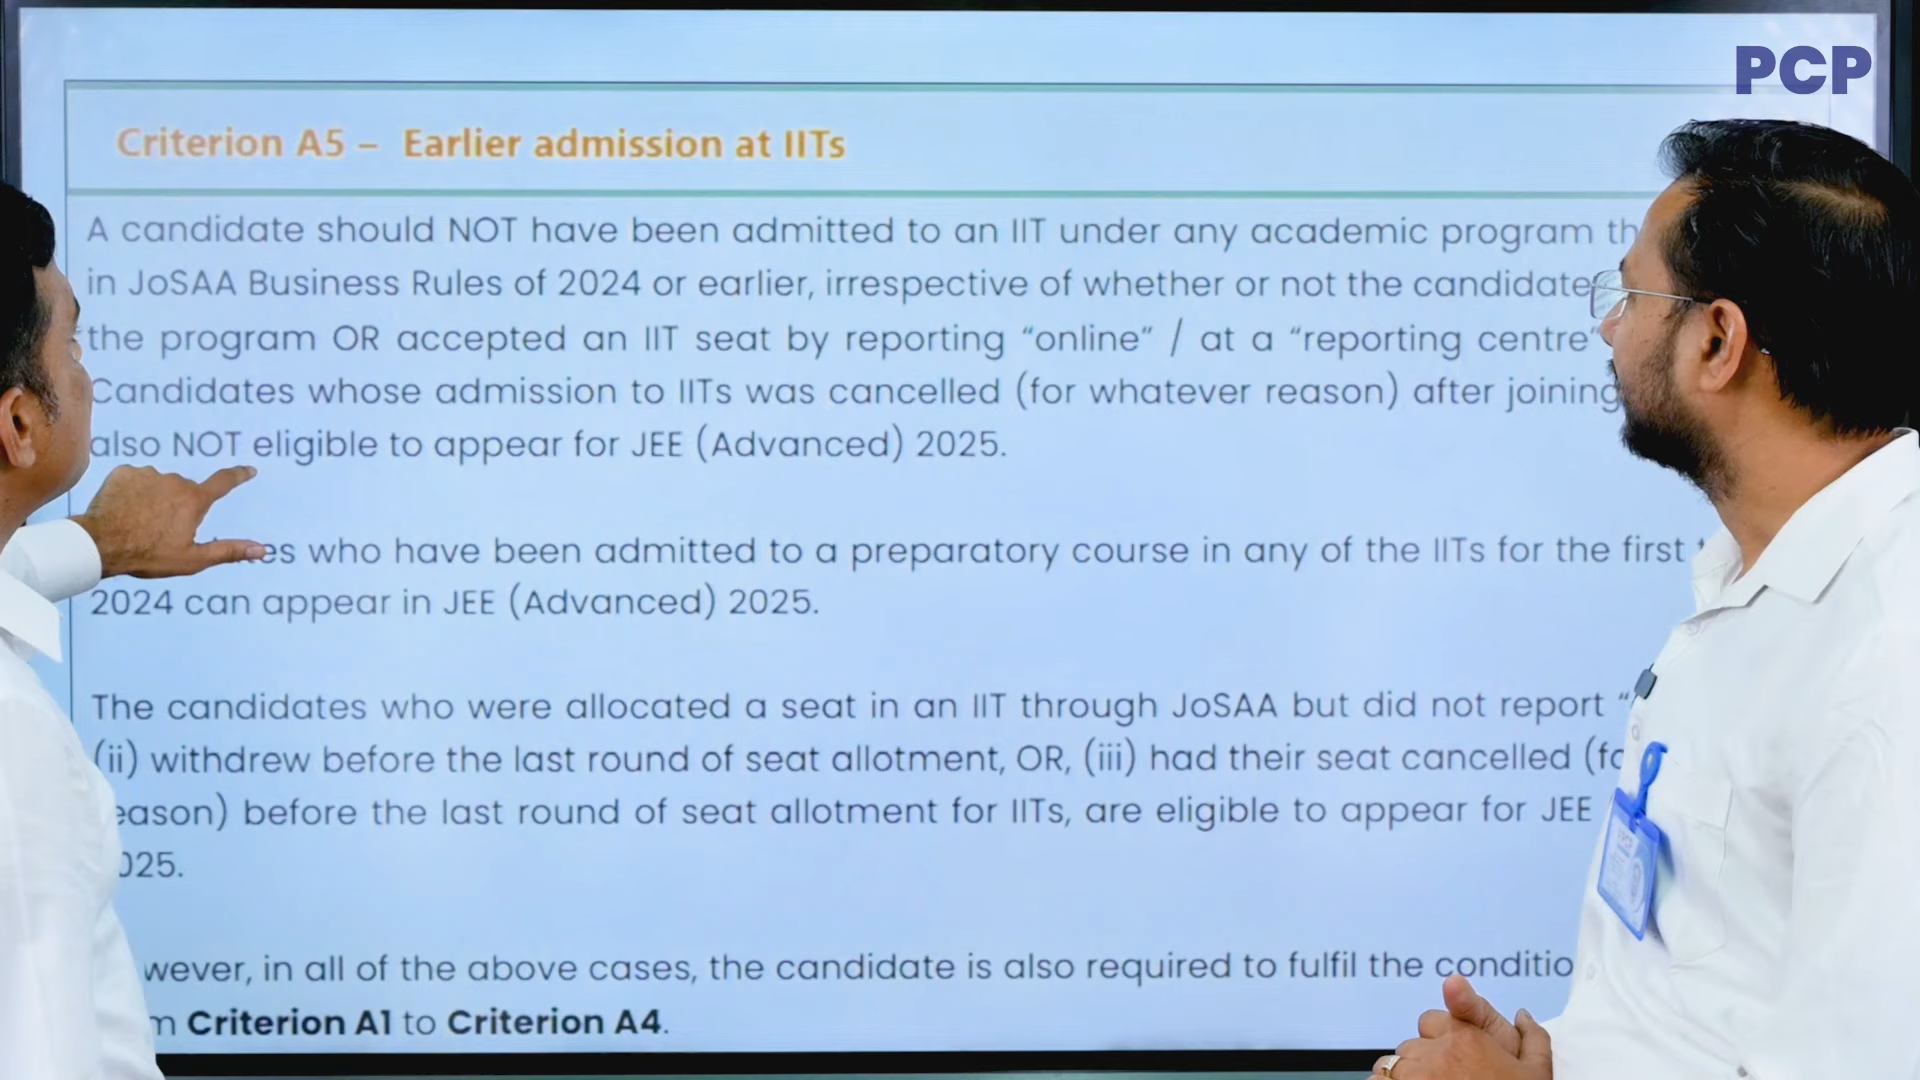 PCP
Criterion A5 – Earlier admission at IITs
A candidate should NOT have been admitted to an IIT under any academic program
in JoSAA Business Rules of 2024 or earlier, irrespective of whether or not the candidate
the program OR accepted an IIT seat by reporting “online” / at a “reporting centre”
Candidates whose admission to IITs was cancelled (for whatever reason) after joining
also NOT eligible to appear for JEE (Advanced) 2025.
who have been admitted to a preparatory course in any of the IITs for the first
2024 can appear in JEE (Advanced) 2025.
The candidates who were allocated a seat in an IIT through JoSAA but did not report “
(ii) withdrew before the last round of seat allotment, OR, (iii) had their seat cancelled
eason) before the last round of seat allotment for IITs, are eligible to appear for JEE
025.
wever, in all of the above cases, the candidate is also required to fulfil the conditio
m Criterion A1 to Criterion A4.